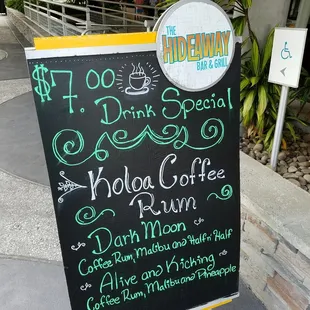 THE
HIDEAWAY
BAR & GRILL
$7.00
Drink Special
Koloa Coffee
Rum
Dark Moon
Coffee Rum, Malibu and Half n' Half
Alive and Kicking
Coffee Rum, Malibu and Pineapple